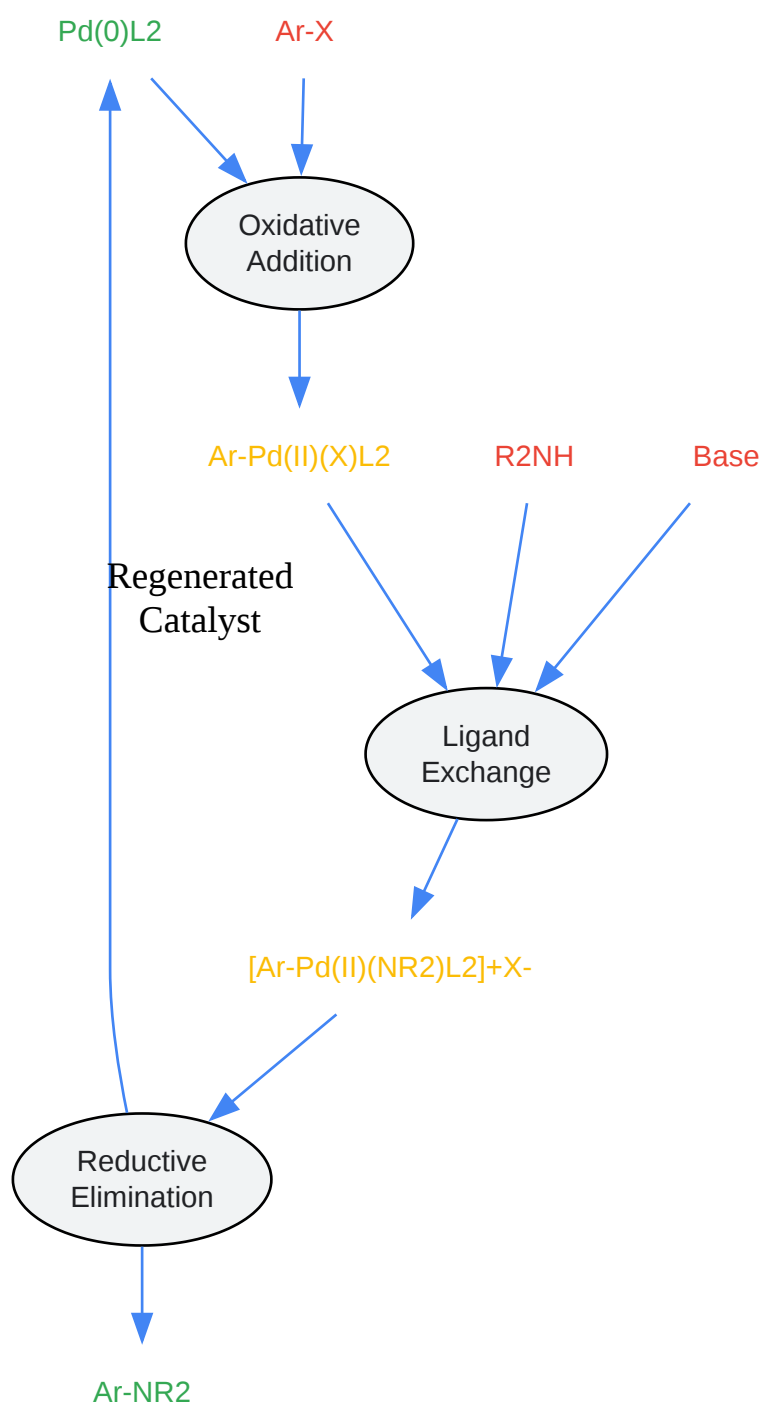 Pd(0)L2
Ar-X
Oxidative
Addition
Ar-Pd(II)(X)L2
R2NH
Base
Regenerated
Catalyst
Ligand
Exchange
[Ar-Pd(II)(NR2)L2]+X-
Reductive
Elimination
Ar-NR2